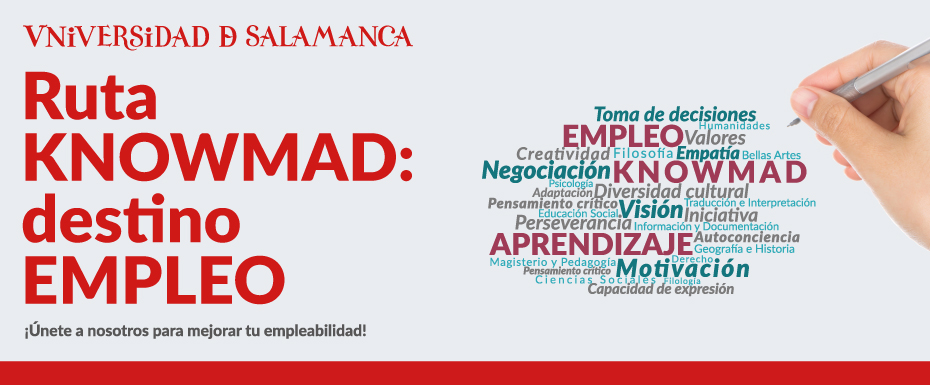 VNiVERSiDAD Ð SALAMANCA
Ruta
KNOWMAD:
destino
EMPLEO
¡Únete a nosotros para mejorar tu empleabilidad!
Toma de decisiones
Humanidades
EMPLEO Valores
Creatividad Filosofía Empatía Bellas Artes
Negociación KNOWMAD
Psicología
Adaptación Diversidad cultural
Pensamiento crítico Visión Traducción e Interpretación
Educación Social Iniciativa
Perseverancia Información y Documentación
APRENDIZAJE Autoconciencia
Geografía e Historia
Magisterio y Pedagogía Derecho
Pensamiento crítico Motivación
Ciencias Sociales Filología
Capacidad de expresión